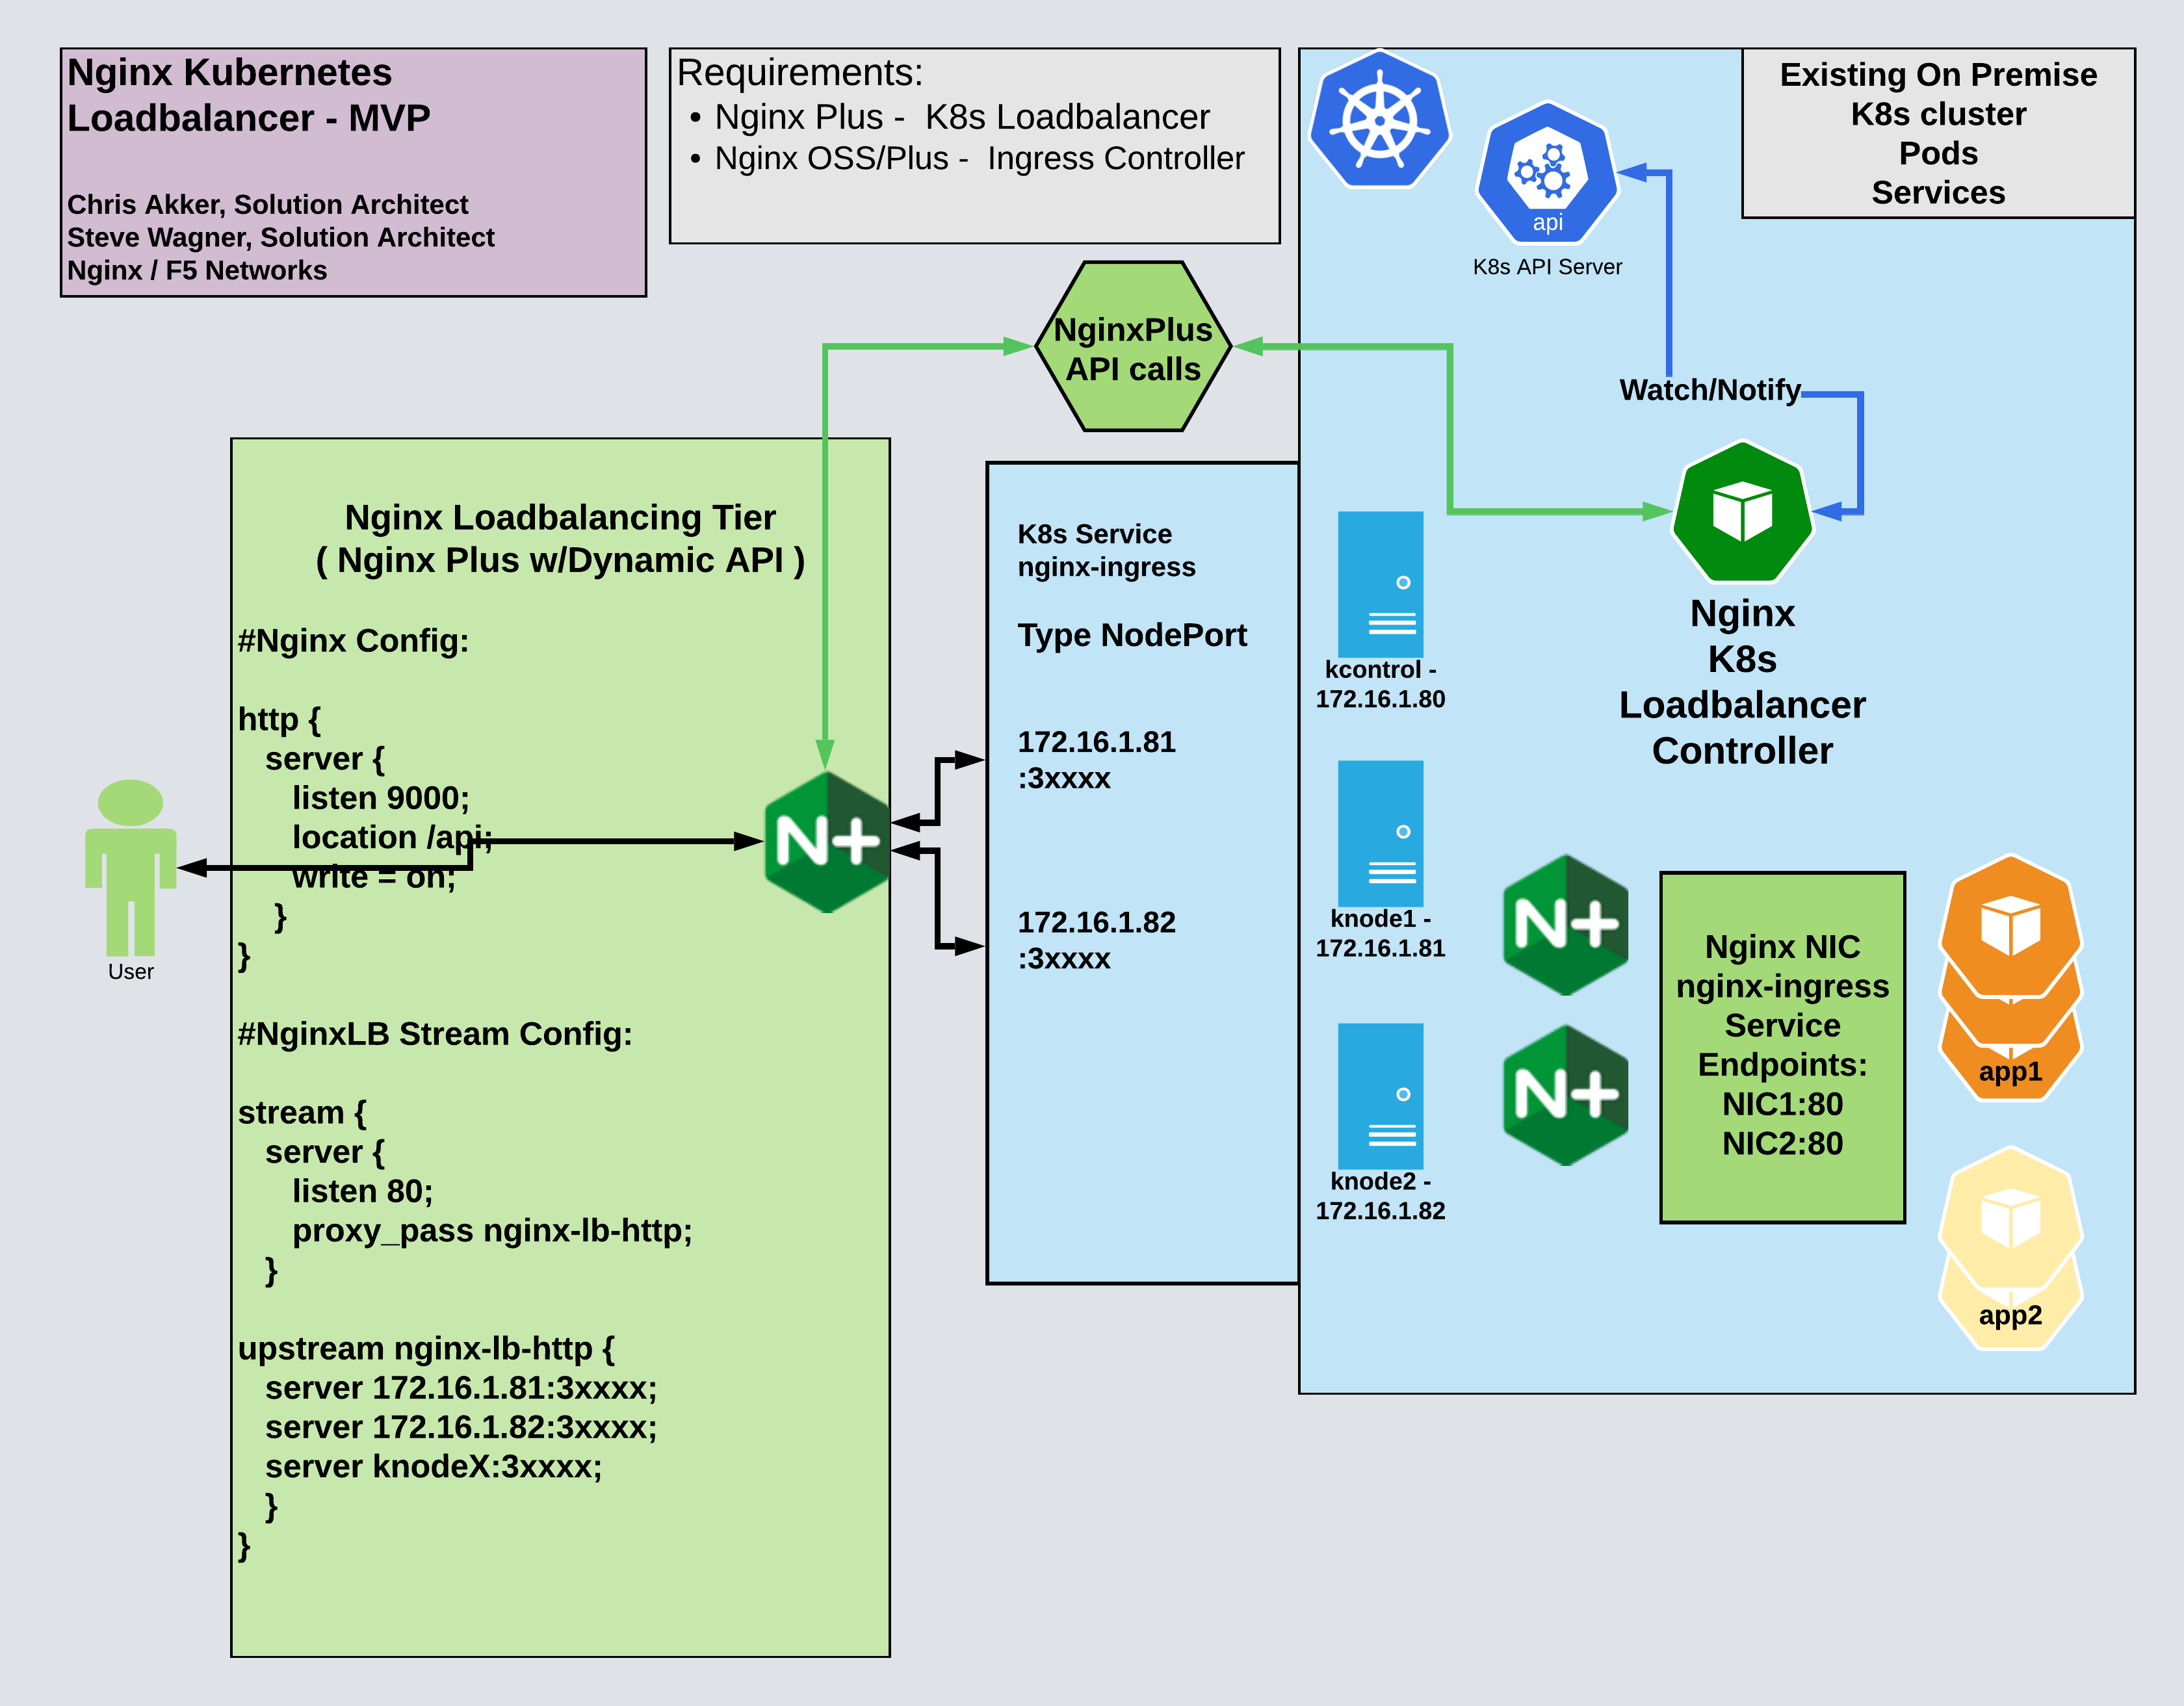 Nginx Kubernetes
Loadbalancer - MVP
Chris Akker, Solution Architect
Steve Wagner, Solution Architect
Nginx / F5 Networks
Requirements:
• Nginx Plus -  K8s Loadbalancer
• Nginx OSS/Plus -  Ingress Controller
Existing On Premise
K8s cluster
Pods
Services
api
K8s API Server
NginxPlus
API calls
Watch/Notify
Nginx
K8s
Loadbalancer
Controller
Nginx Loadbalancing Tier
( Nginx Plus w/Dynamic API )
#Nginx Config:
http {
server {
listen 9000;
location /api;
write = on;
}
}
#NginxLB Stream Config:
stream {
server {
listen 80;
proxy_pass nginx-lb-http;
}
upstream nginx-lb-http {
server 172.16.1.81:3xxxx;
server 172.16.1.82:3xxxx;
server knodeX:3xxxx;
}
}
User
N+
K8s Service
nginx-ingress
Type NodePort
172.16.1.81
:3xxxx
172.16.1.82
:3xxxx
kcontrol -
172.16.1.80
knode1 -
172.16.1.81
knode2 -
172.16.1.82
N+
N+
Nginx NIC
nginx-ingress
Service
Endpoints:
NIC1:80
NIC2:80
app1
app2